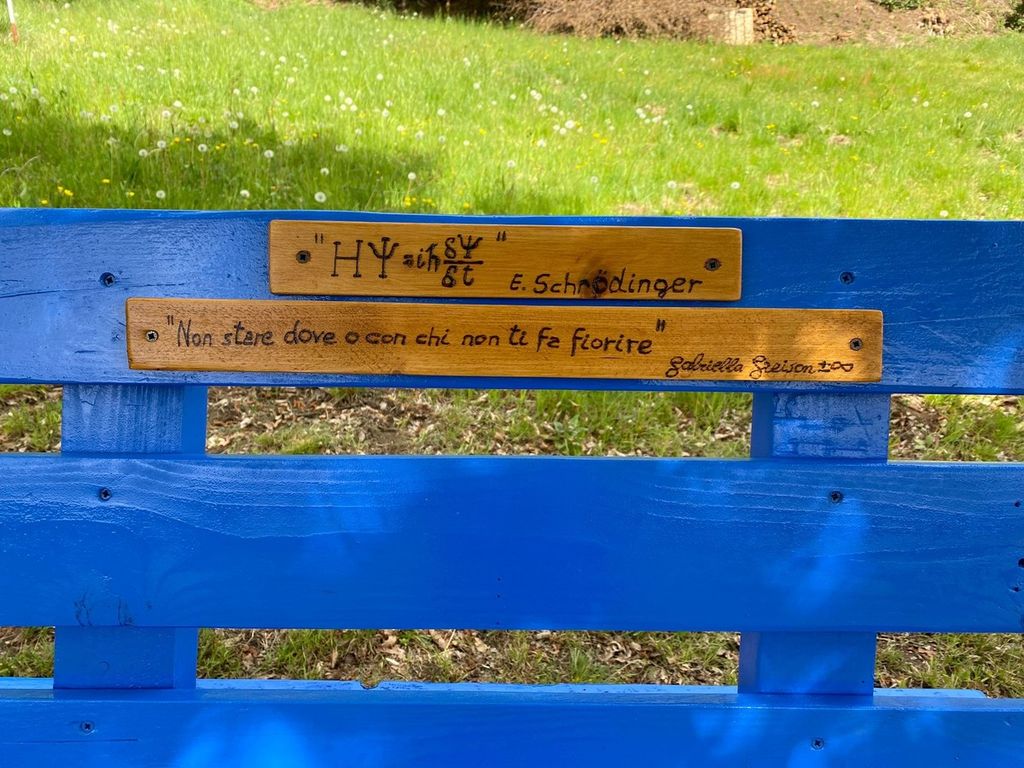 "HΨ=iħ δΨ/δt" E. Schrödinger
"Non stare dove o con chi non ti fa fiorire"
Gabriella Greison ±∞